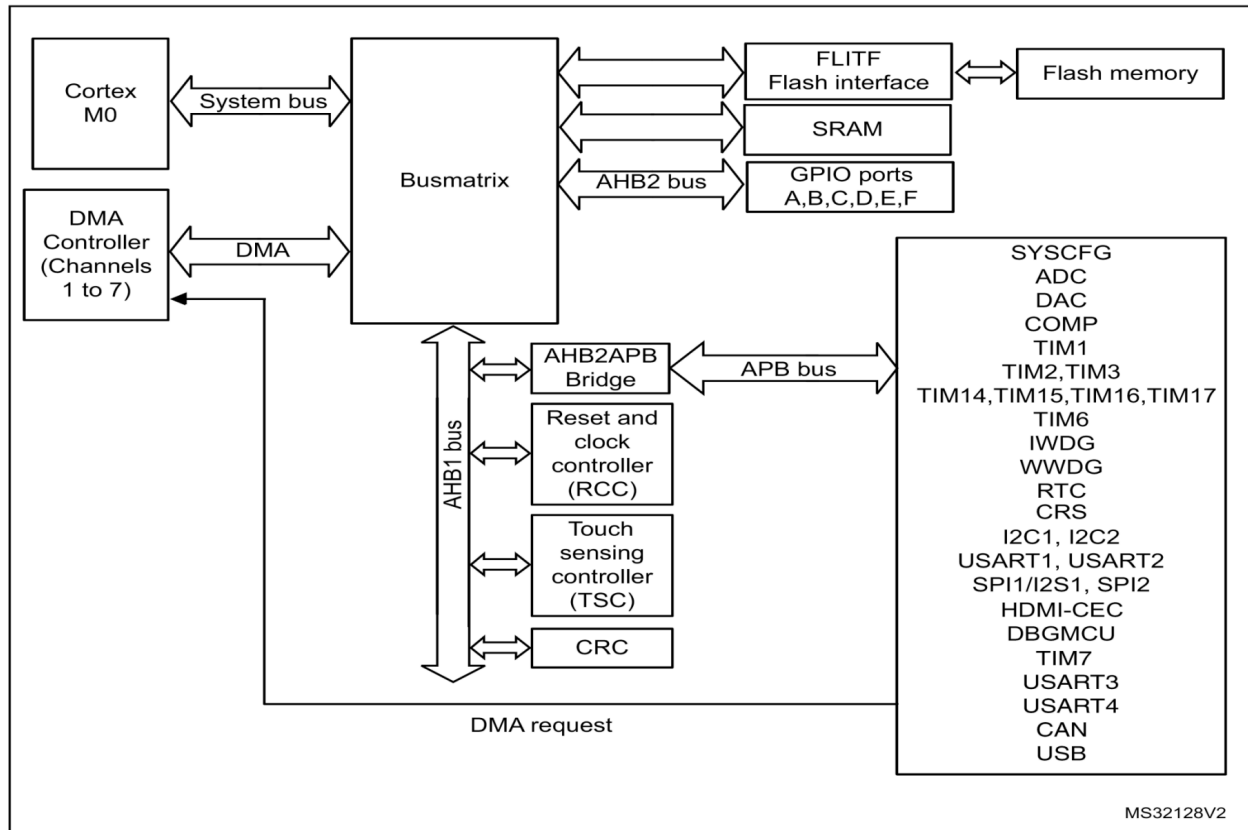 Cortex
M0
System bus
Busmatrix
FLITF
Flash interface
Flash memory
SRAM
AHB2 bus
GPIO ports
A,B,C,D,E,F
DMA
Controller
(Channels
1 to 7)
DMA
AHB1 bus
AHB2APB
Bridge
APB bus
Reset and
clock
controller
(RCC)
Touch
sensing
controller
(TSC)
CRC
SYSCFG
ADC
DAC
COMP
TIM1
TIM2,TIM3
TIM14,TIM15,TIM16,TIM17
TIM6
IWDG
WWDG
RTC
CRS
I2C1, I2C2
USART1, USART2
SPI1/I2S1, SPI2
HDMI-CEC
DBGMCU
TIM7
USART3
USART4
CAN
USB
DMA request
MS32128V2